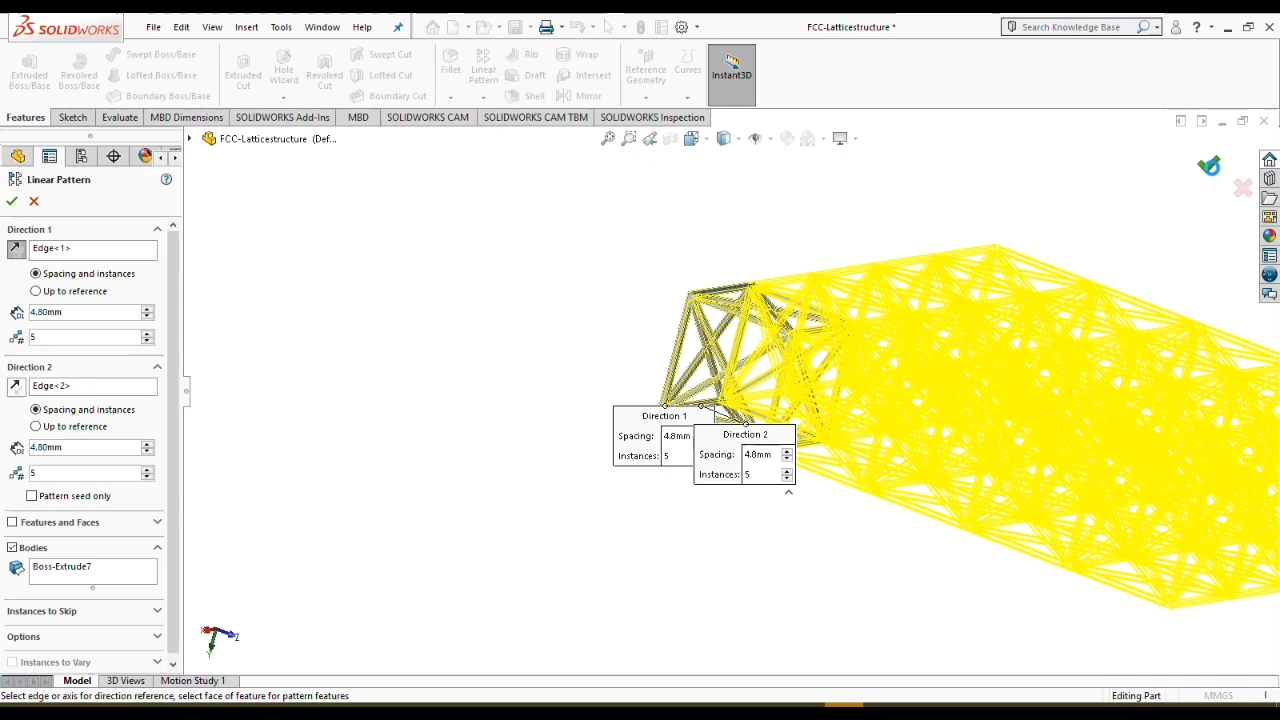 SOLIDWORKS File Edit View Insert Tools Window Help FCC-Latticestructure * Search Knowledge Base ?
Extruded Boss/Base
Revolved Boss/Base
Swept Boss/Base
Lofted Boss/Base
Boundary Boss/Base
Extruded Cut
Hole Wizard
Revolved Cut
Swept Cut
Lofted Cut
Boundary Cut
Fillet
Linear Pattern
Rib
Draft
Shell
Wrap
Intersect
Mirror
Reference Geometry
Curves
Instant3D
Features Sketch Evaluate MBD Dimensions SOLIDWORKS Add-Ins MBD SOLIDWORKS CAM SOLIDWORKS CAM TBM SOLIDWORKS Inspection
FCC-Latticestructure (Def...
Linear Pattern
Direction 1
Edge<1>
Spacing and instances
Up to reference
4.80mm
5
Direction 2
Edge<2>
Spacing and instances
Up to reference
4.80mm
5
Pattern seed only
Features and Faces
Bodies
Boss-Extrude7
Instances to Skip
Options
Instances to Vary
Direction 1
Spacing: 4.8mm
Instances: 5
Direction 2
Spacing: 4.8mm
Instances: 5
X Y Z
Model 3D Views Motion Study 1
Select edge or axis for direction reference, select face of feature for pattern features Editing Part MMGS